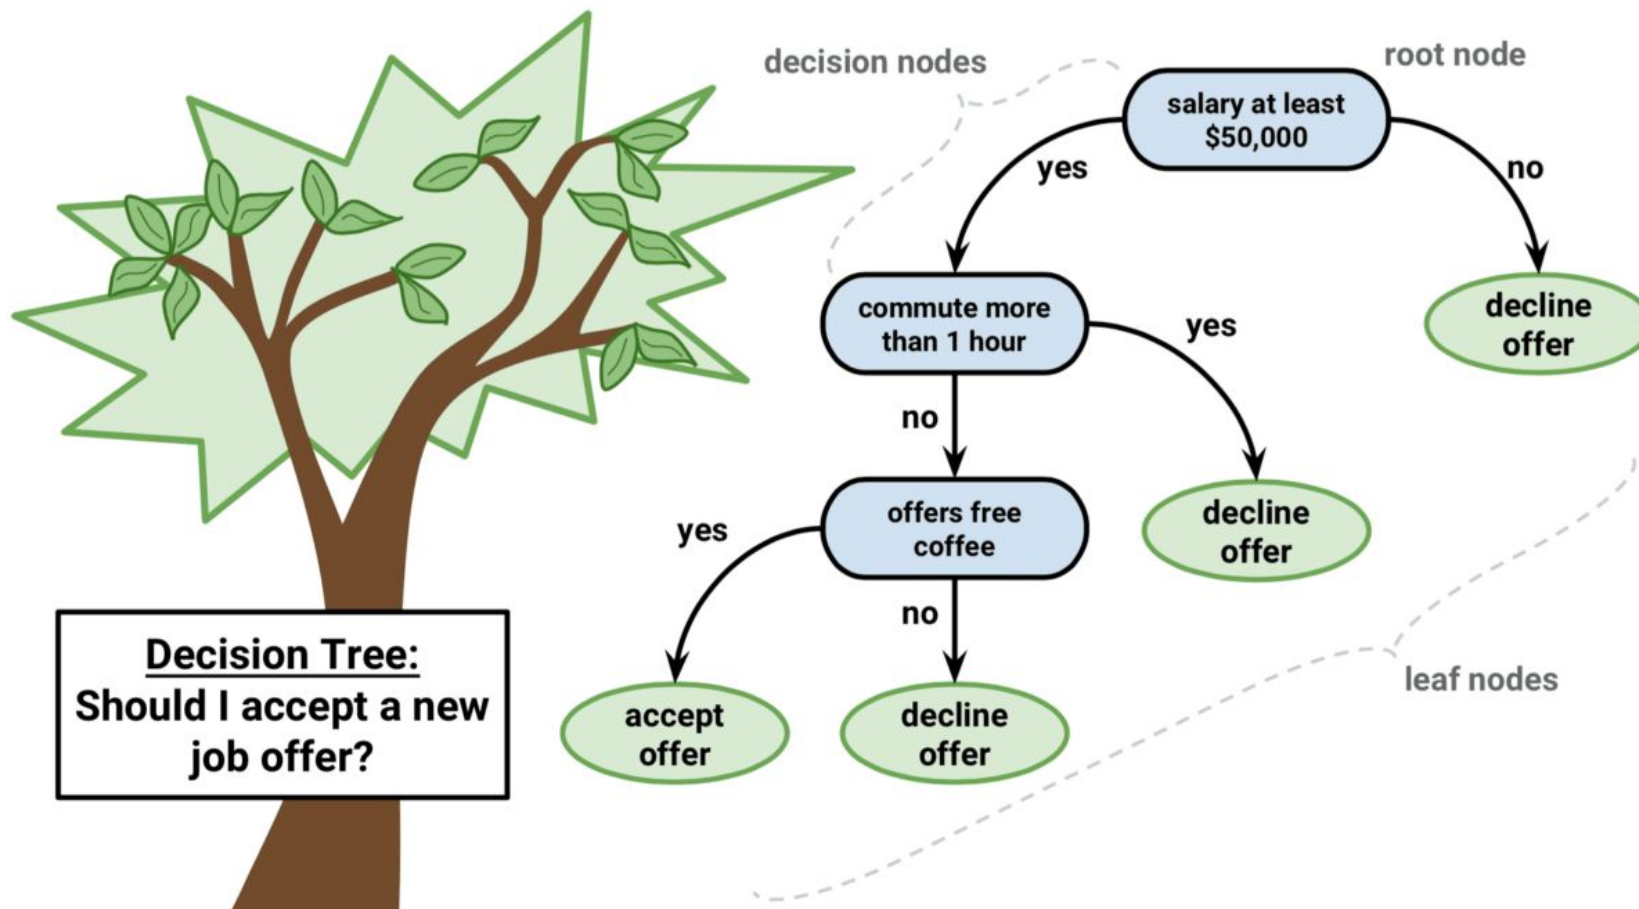 decision nodes
root node
salary at least
$50,000
yes
no
commute more
than 1 hour
yes
decline
offer
no
offers free
coffee
decline
offer
yes
no
accept
offer
decline
offer
leaf nodes
Decision Tree:
Should I accept a new
job offer?